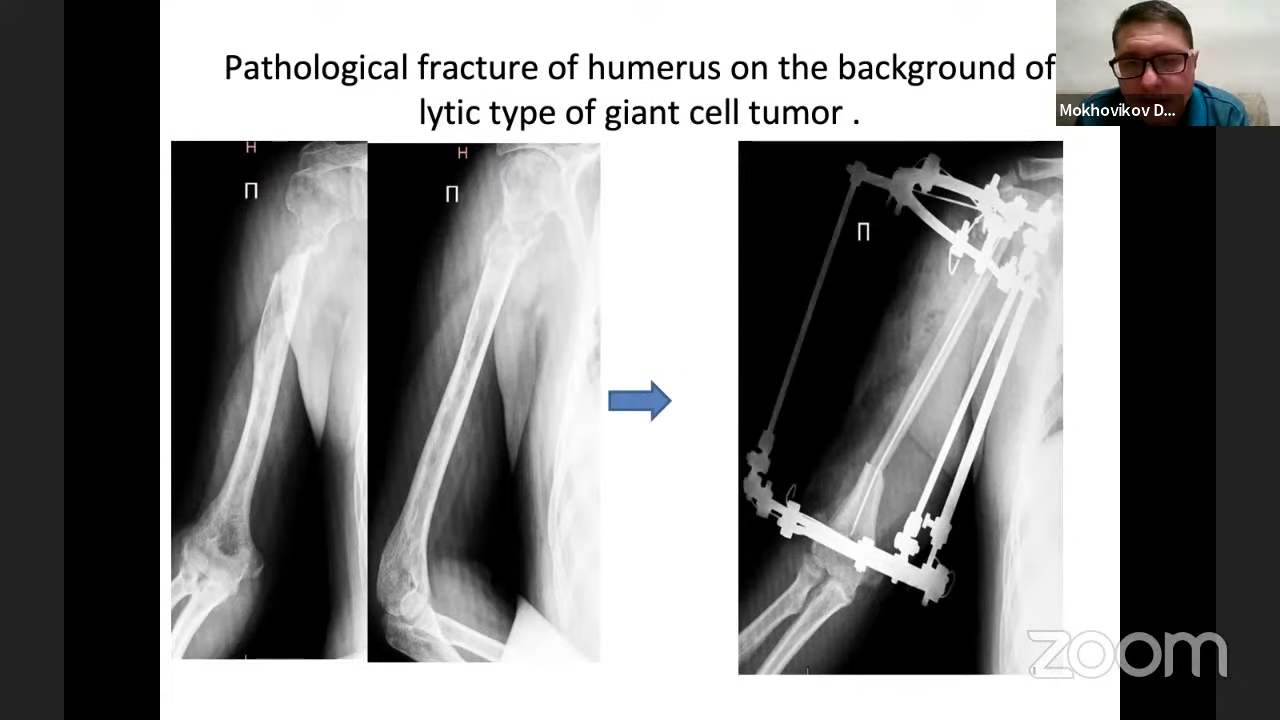 Pathological fracture of humerus on the background of
lytic type of giant cell tumor .
Mokhovikov D...
Н
П
Н
П
П
zoom